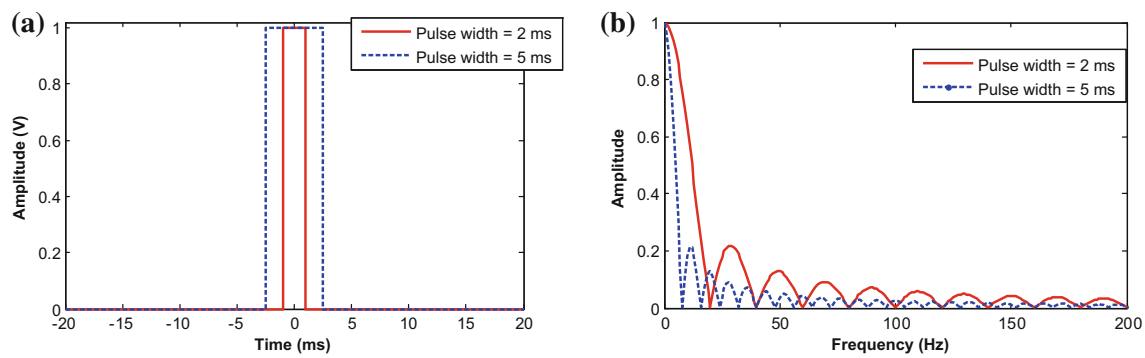 (a)
Pulse width = 2 ms
Pulse width = 5 ms
Amplitude (V)
1
0.8
0.6
0.4
0.2
0
-20
-15
-10
-5
0
5
10
15
20
Time (ms)
(b)
Pulse width = 2 ms
Pulse width = 5 ms
Amplitude
1
0.8
0.6
0.4
0.2
0
0
50
100
150
200
Frequency (Hz)